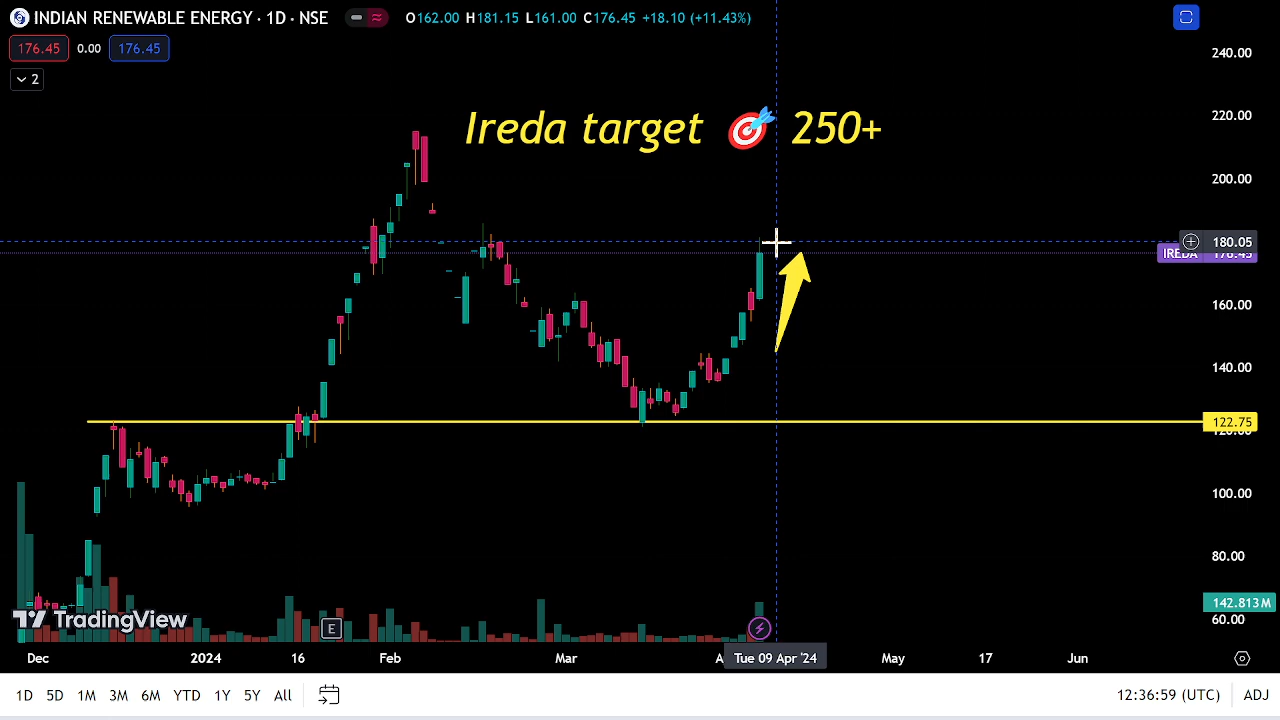 INDIAN RENEWABLE ENERGY · 1D · NSE O162.00 H181.15 L161.00 C176.45 +18.10 (+11.43%)
176.45 0.00 176.45
2
240.00
Ireda target 🎯 250+
220.00
200.00
180.05
IREDA 176.45
160.00
140.00
122.75
120.00
100.00
80.00
142.813M
TradingView
60.00
E
Dec 2024 16 Feb Mar A Tue 09 Apr '24 May 17 Jun
1D 5D 1M 3M 6M YTD 1Y 5Y All 12:36:59 (UTC) ADJ